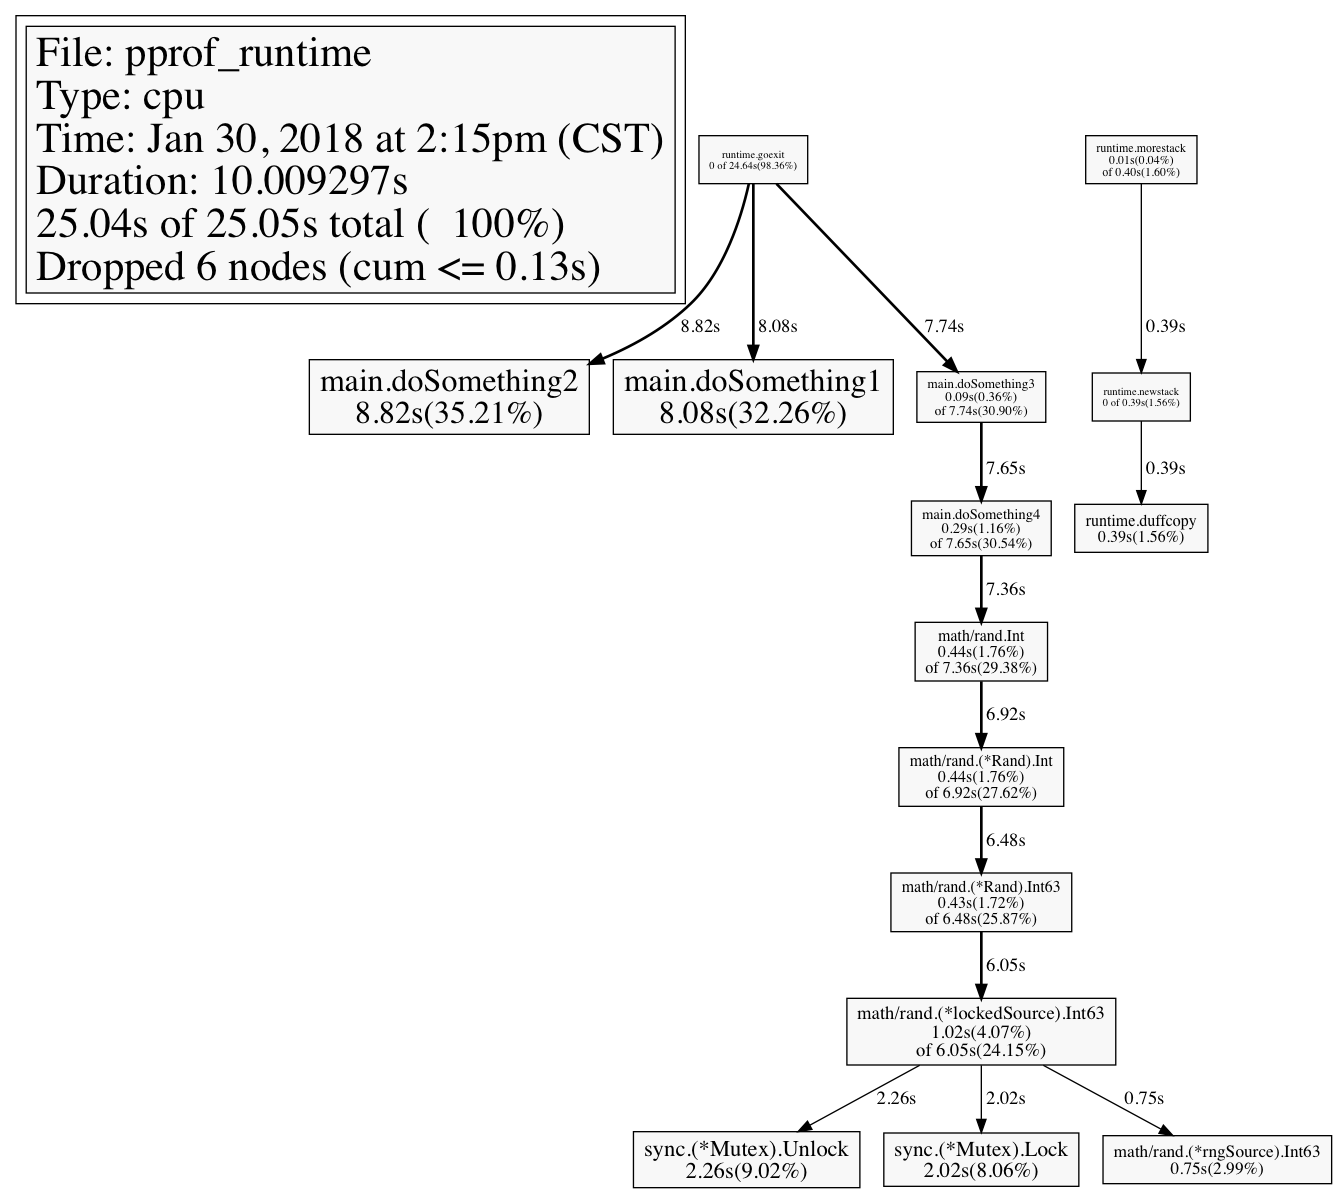 File: pprof_runtime
Type: cpu
Time: Jan 30, 2018 at 2:15pm (CST)
Duration: 10.009297s
25.04s of 25.05s total (  100%)
Dropped 6 nodes (cum <= 0.13s)
runtime.goexit
0 of 24.64s(98.36%)
runtime.morestack
0.01s(0.04%)
of 0.40s(1.60%)
8.82s
8.08s
7.74s
0.39s
main.doSomething2
8.82s(35.21%)
main.doSomething1
8.08s(32.26%)
main.doSomething3
0.09s(0.36%)
of 7.74s(30.90%)
runtime.newstack
0 of 0.39s(1.56%)
7.65s
0.39s
main.doSomething4
0.29s(1.16%)
of 7.65s(30.54%)
runtime.duffcopy
0.39s(1.56%)
7.36s
math/rand.Int
0.44s(1.76%)
of 7.36s(29.38%)
6.92s
math/rand.(*Rand).Int
0.44s(1.76%)
of 6.92s(27.62%)
6.48s
math/rand.(*Rand).Int63
0.43s(1.72%)
of 6.48s(25.87%)
6.05s
math/rand.(*lockedSource).Int63
1.02s(4.07%)
of 6.05s(24.15%)
2.26s
2.02s
0.75s
sync.(*Mutex).Unlock
2.26s(9.02%)
sync.(*Mutex).Lock
2.02s(8.06%)
math/rand.(*rngSource).Int63
0.75s(2.99%)